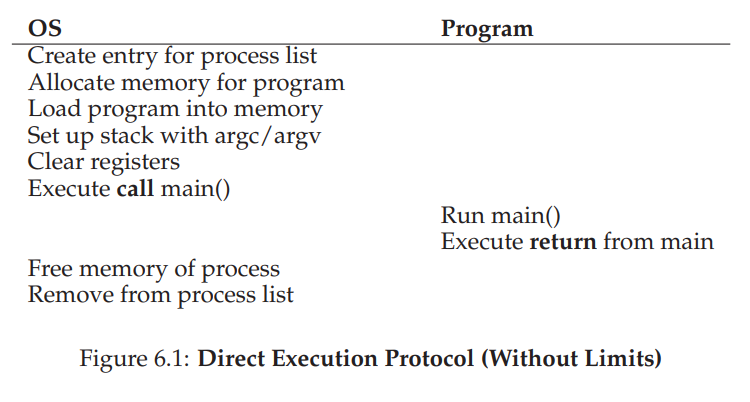 OS Program
Create entry for process list
Allocate memory for program
Load program into memory
Set up stack with argc/argv
Clear registers
Execute call main()
Run main()
Execute return from main
Free memory of process
Remove from process list
Figure 6.1: Direct Execution Protocol (Without Limits)